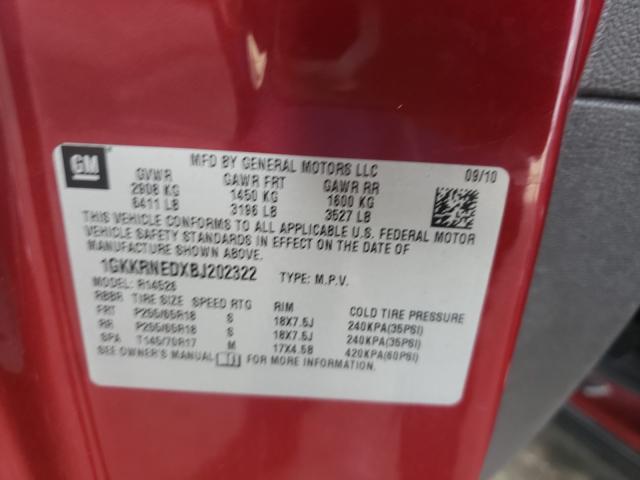 GM
MFD BY GENERAL MOTORS LLC 09/10
GVWR GAWR FRT GAWR RR
2908 KG 1450 KG 1600 KG
6411 LB 3196 LB 3527 LB
THIS VEHICLE CONFORMS TO ALL APPLICABLE U.S. FEDERAL MOTOR
VEHICLE SAFETY STANDARDS IN EFFECT ON THE DATE OF
MANUFACTURE SHOWN ABOVE.
1GKKRNEDXBJ202322 TYPE: M.P.V.
MODEL: R14526
RBBR TIRE SIZE SPEED RTG RIM COLD TIRE PRESSURE
FRT P255/65R18 S 18X7.5J 240KPA(35PSI)
RR P255/65R18 S 18X7.5J 240KPA(35PSI)
SPA T145/70R17 M 17X4.5B 420KPA(60PSI)
SEE OWNER'S MANUAL FOR MORE INFORMATION.